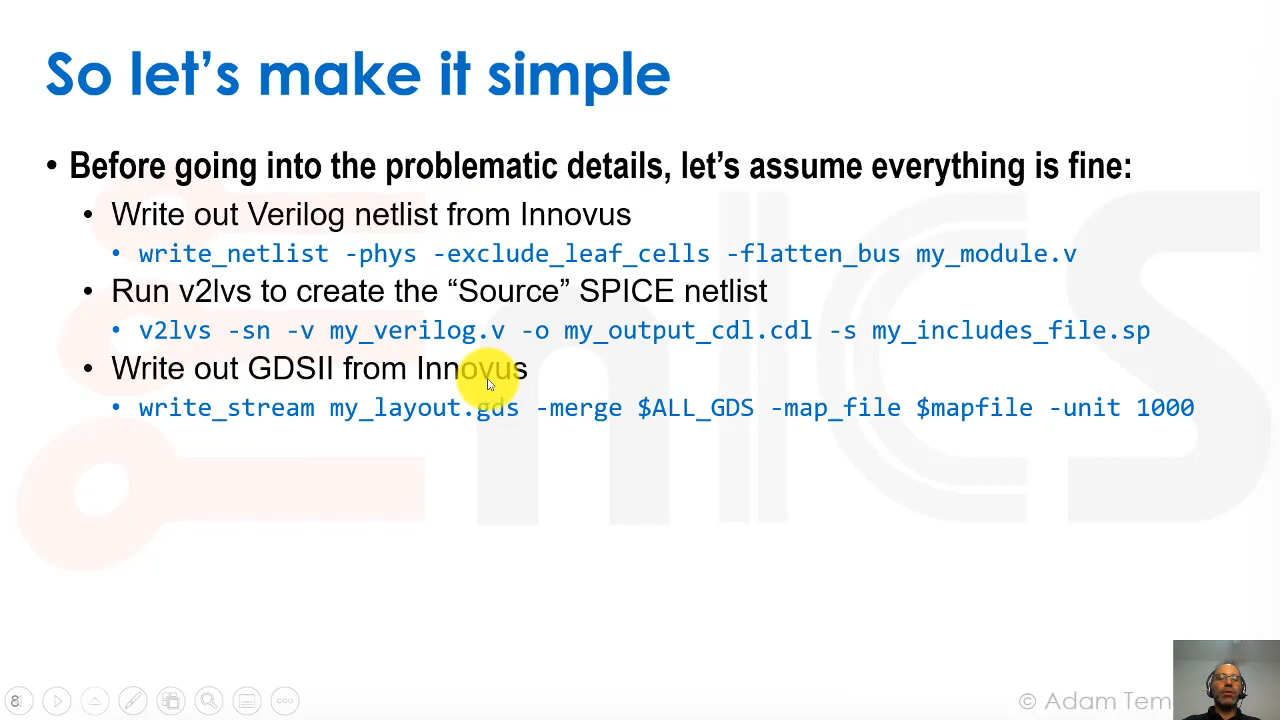 So let's make it simple
• Before going into the problematic details, let's assume everything is fine:
• Write out Verilog netlist from Innovus
• write_netlist -phys -exclude_leaf_cells -flatten_bus my_module.v
• Run v2lvs to create the “Source” SPICE netlist
• v2lvs -sn -v my_verilog.v -o my_output_cdl.cdl -s my_includes_file.sp
• Write out GDSII from Innovus
• write_stream my_layout.gds -merge $ALL_GDS -map_file $mapfile -unit 1000
nICS
8
© Adam Tem